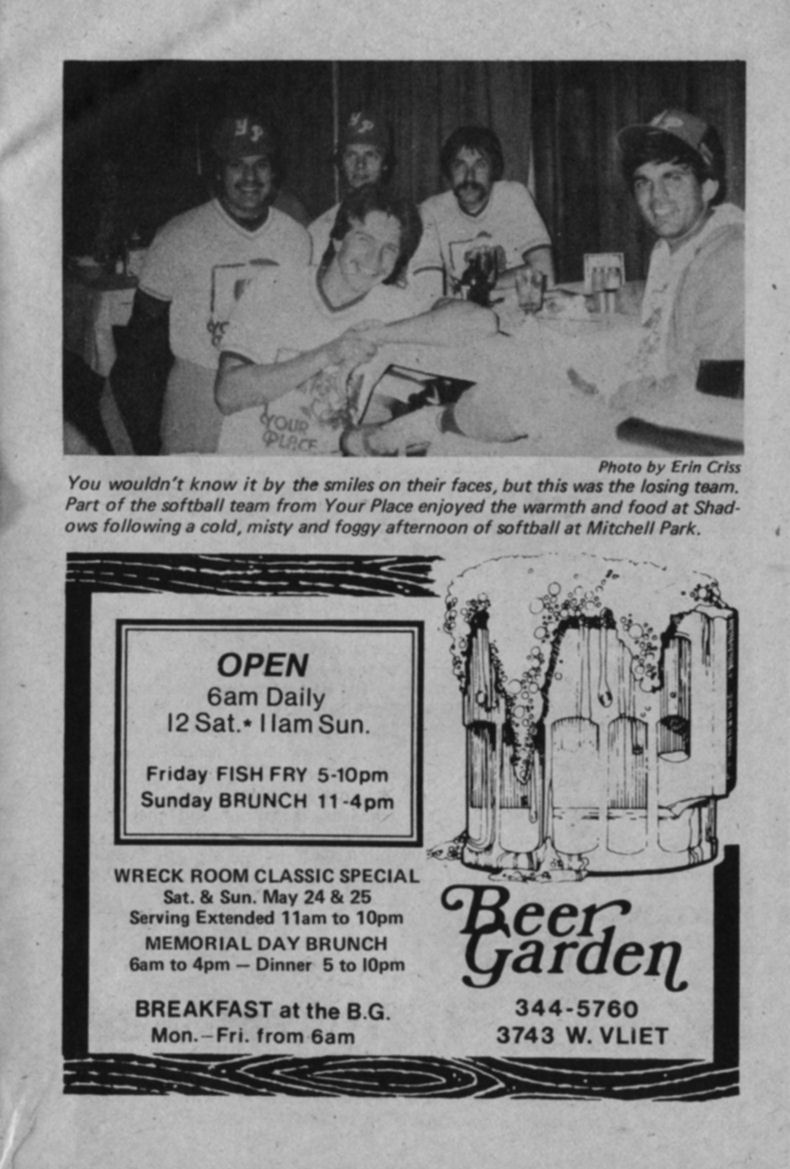 YP
YP
YOUR
PLACE
Photo by Erin Criss
You wouldn't know it by the smiles on their faces, but this was the losing team.
Part of the softball team from Your Place enjoyed the warmth and food at Shad-
ows following a cold, misty and foggy afternoon of softball at Mitchell Park.
OPEN
6am Daily
12 Sat.* 11am Sun.
Friday FISH FRY 5-10pm
Sunday BRUNCH 11-4pm
WRECK ROOM CLASSIC SPECIAL
Sat. & Sun. May 24 & 25
Serving Extended 11am to 10pm
MEMORIAL DAY BRUNCH
6am to 4pm — Dinner 5 to 10pm
BREAKFAST at the B.G.
Mon.—Fri. from 6am
Beer
Garden
344-5760
3743 W. VLIET